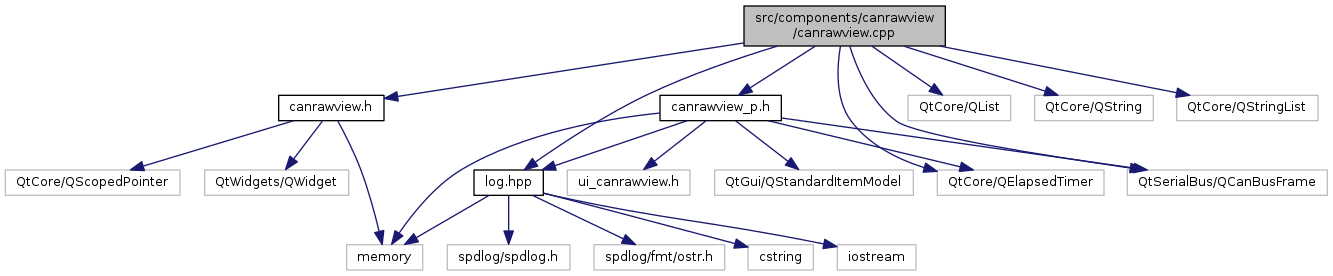 src/components/canrawview
/canrawview.cpp
canrawview.h
canrawview_p.h
QtCore/QList
QtCore/QString
QtCore/QStringList
QtCore/QScopedPointer
QtWidgets/QWidget
log.hpp
ui_canrawview.h
QtGui/QStandardItemModel
QtCore/QElapsedTimer
QtSerialBus/QCanBusFrame
memory
spdlog/spdlog.h
spdlog/fmt/ostr.h
cstring
iostream